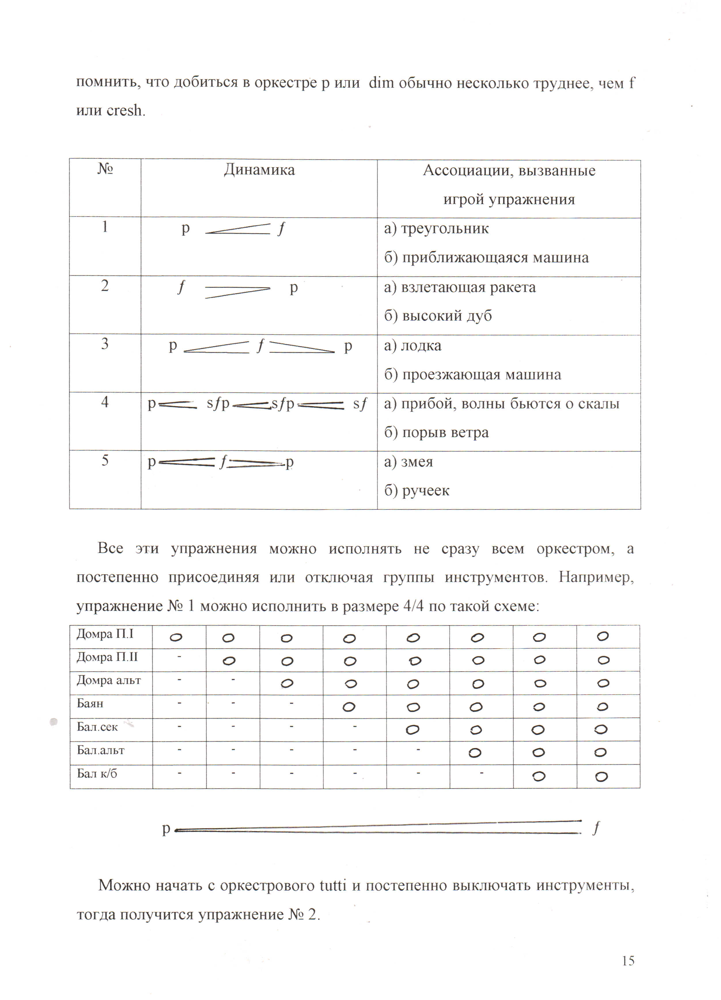 помнить, что добиться в оркестре p или dim обычно несколько труднее, чем f
или cresh.
№ Динамика Ассоциации, вызванные
игрой упражнения
1 p f а) треугольник
б) приближающаяся машина
2 f p а) взлетающая ракета
б) высокий дуб
3 p f p а) лодка
б) проезжающая машина
4 p sfp sfp sf а) прибой, волны бьются о скалы
б) порыв ветра
5 p f p а) змея
б) ручеек
Все эти упражнения можно исполнять не сразу всем оркестром, а
постепенно присоединяя или отключая группы инструментов. Например,
упражнение № 1 можно исполнить в размере 4/4 по такой схеме:
Домра П.I O O O O O O O O
Домра П.II - O O O O O O O
Домра альт - - O O O O O O
Баян - - - O O O O O
Бал.сек - - - - O O O O
Бал.альт - - - - - O O O
Бал к/б - - - - - - O O
p f
Можно начать с оркестрового tutti и постепенно выключать инструменты,
тогда получится упражнение № 2.
15